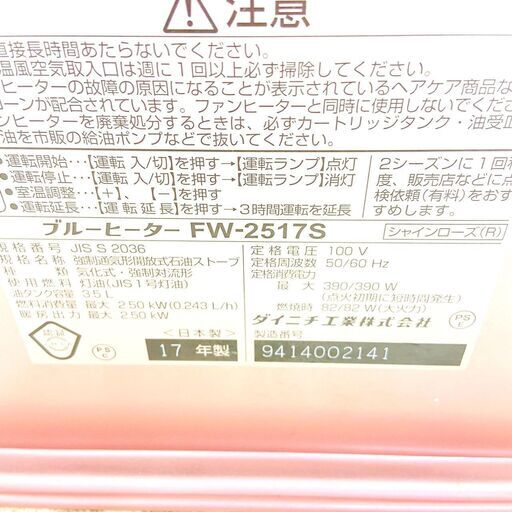 注意
直接長時間あたらないでください。
温風空気取入口は週に1回以上必ず掃除してください。
ヒーターの故障の原因になることが表示されているヘアケア商品な
コーンが配合されています。ファンヒーターと同時に使用しないでくださ
ンヒーターを廃棄処分するときは、必ずカートリッジタンク・油受皿
油を市販の給油ポンプなどで抜いてください。
●運転開始…【運転 入/切】を押す→【運転ランプ】点灯
●運転停止…【運転 入/切】を押す→【運転ランプ】消灯
●室温調整…【+】、【-】を押す
●運転延長…【運転延長】を押す→3時間運転を延長
2シーズンに1回程
度、販売店などに点
検依頼(有料)を
ブルーヒーター FW-2517S
シャインローズ(R)
規格番号 JIS S 2036
規格名称 強制通気形開放式石油ストーブ
種類 気化式・強制対流形
使用燃料 灯油(JIS1号灯油)
油タンク容量 3.5L
燃料消費量 最大 2.50kW (0.243 L/h)
暖房出力 最大 2.50kW
定格電圧 100 V
定格周波数 50/60 Hz
定格消費電力
最大 390/390 W
(点火初期に短時間発生)
燃焼時 82/82 W (大火力)
ダイニチ工業株式会社
PS
C
<日本製>
17 年製
製造番号
9414002141
PS
E